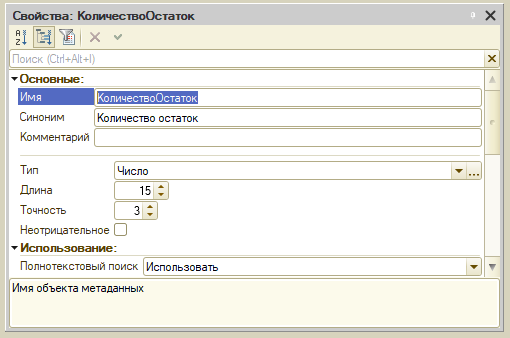 Свойства: КоличествоОстаток
Поиск (Ctrl+Alt+I)
Основные:
Имя КоличествоОстаток
Синоним Количество остаток
Комментарий
Тип Число
Длина 15
Точность 3
Неотрицательное
Использование:
Полнотекстовый поиск Использовать
Имя объекта метаданных